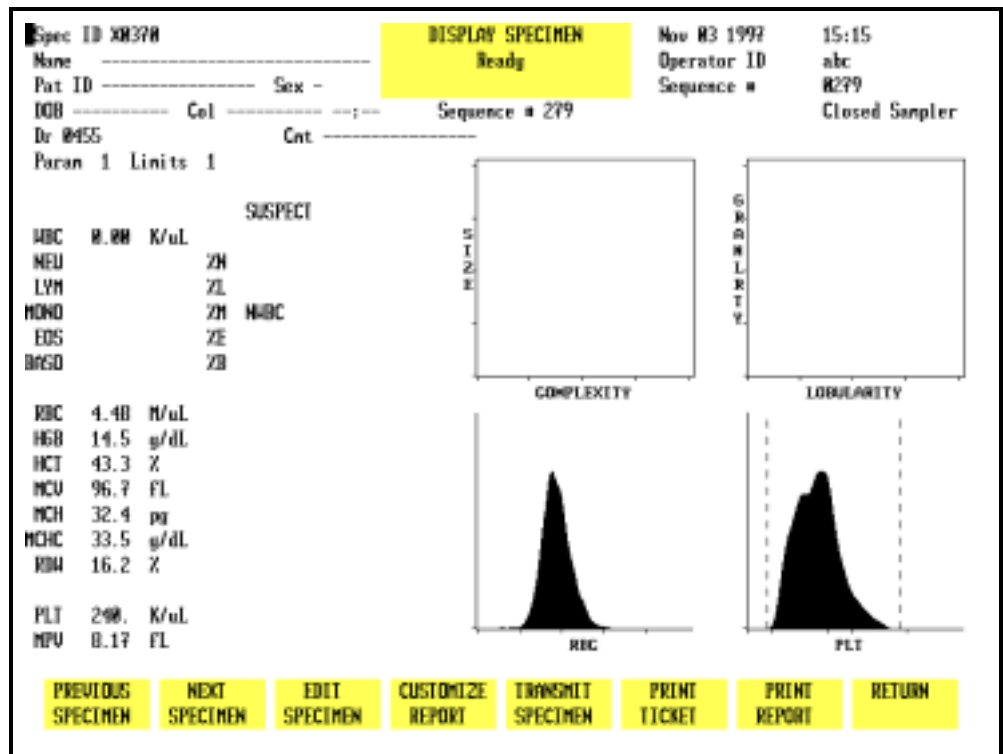 Spec ID X0370 DISPLAY SPECIMEN Nov 03 1997 15:15
Name ---------------------------- Ready Operator ID abc
Pat ID ----------------- Sex - Sequence # 0279
DOB ---------- Col ---------- --:-- Sequence # 279 Closed Sampler
Dr 0455 Cnt ----------------
Param 1 Limits 1
SUSPECT
WBC 0.00 K/uL
NEU %N
LYM %L
MONO %M NWBC
EOS %E
BASO %B
SIZE
COMPLEXITY
GRANLRTY
LOBULARITY
RBC 4.48 M/uL
HGB 14.5 g/dL
HCT 43.3 %
MCV 96.7 fL
MCH 32.4 pg
MCHC 33.5 g/dL
RDW 16.2 %
PLT 240. K/uL
MPV 8.17 fL
RBC
PLT
PREVIOUS SPECIMEN
NEXT SPECIMEN
EDIT SPECIMEN
CUSTOMIZE REPORT
TRANSMIT SPECIMEN
PRINT TICKET
PRINT REPORT
RETURN